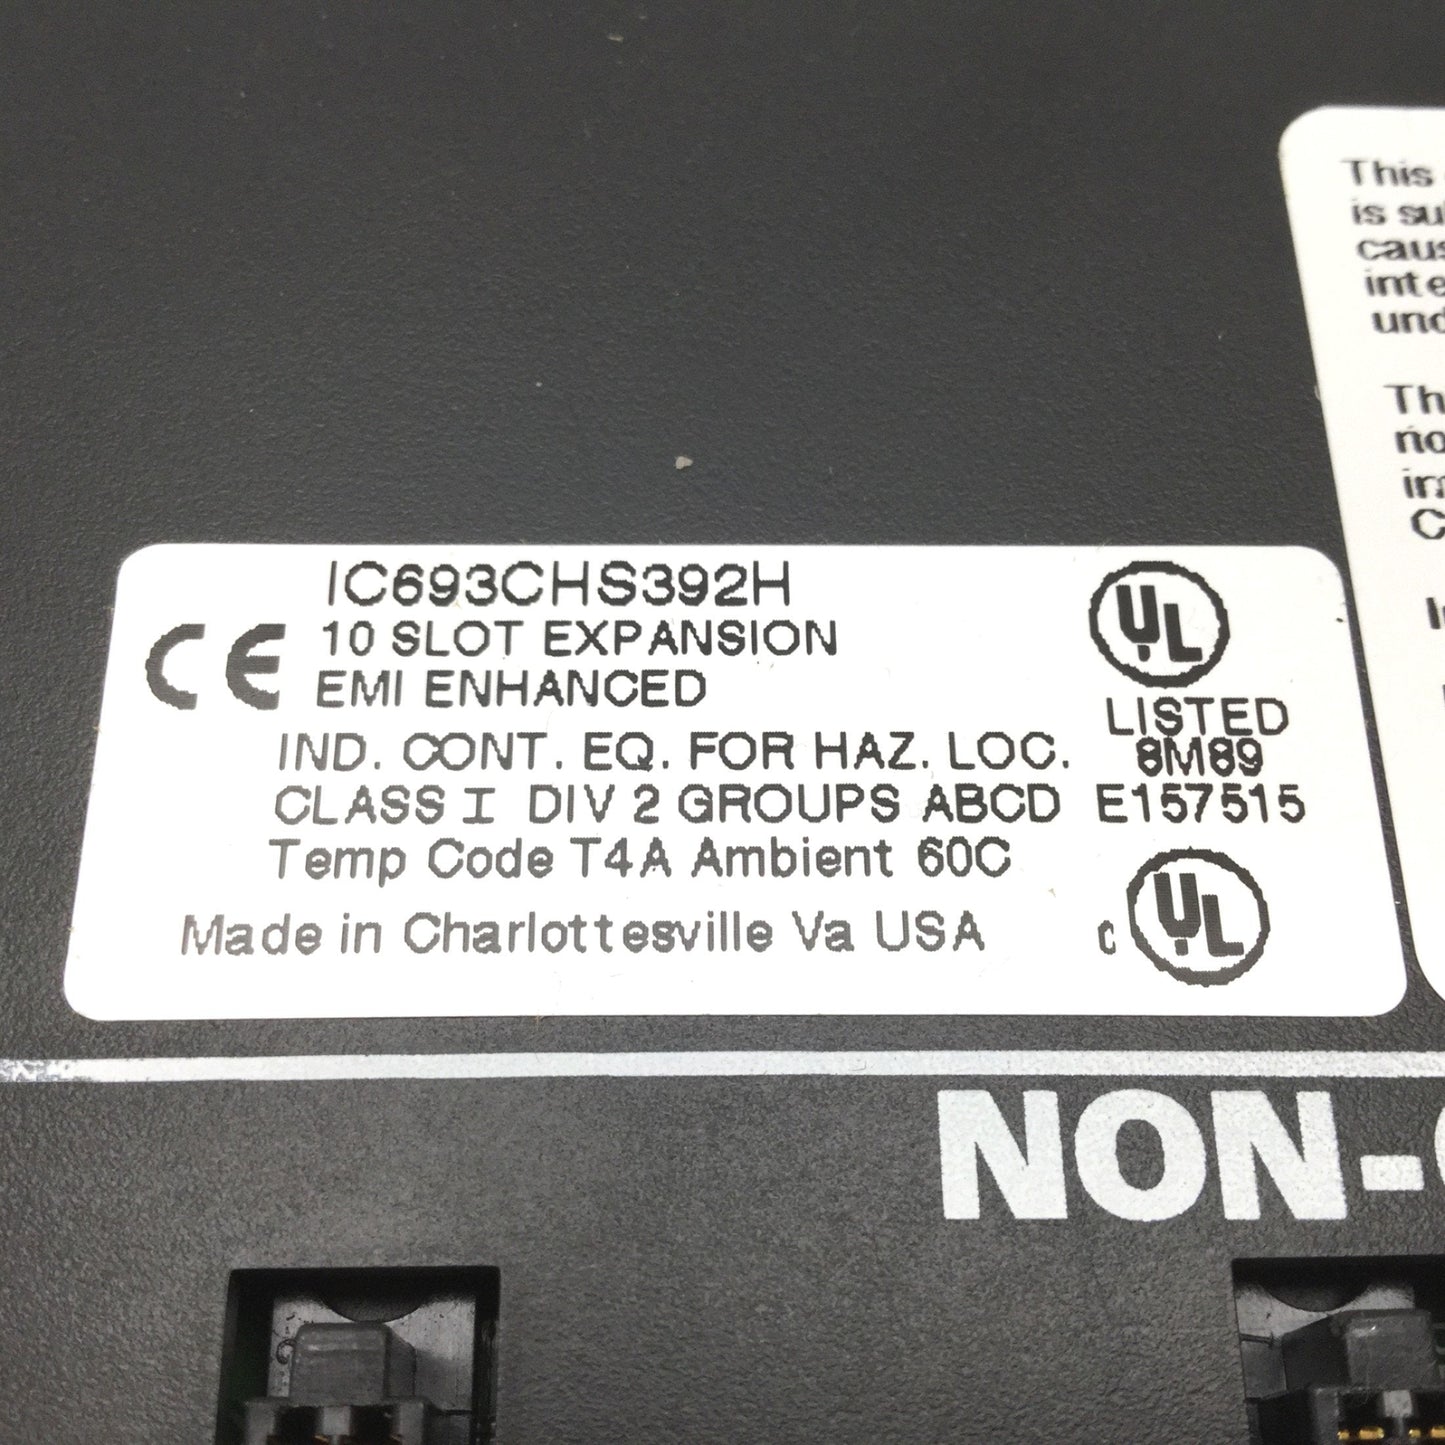 IC693CHS392H
CE
10 SLOT EXPANSION
EMI ENHANCED
IND. CONT. EQ. FOR HAZ. LOC.
CLASS I DIV 2 GROUPS ABCD
Temp Code T4A Ambient 60C
Made in Charlottesville Va USA
UL
LISTED
8M89
E157515
C UL
This
is su
caus
inte
und
Th
no
C
NON-